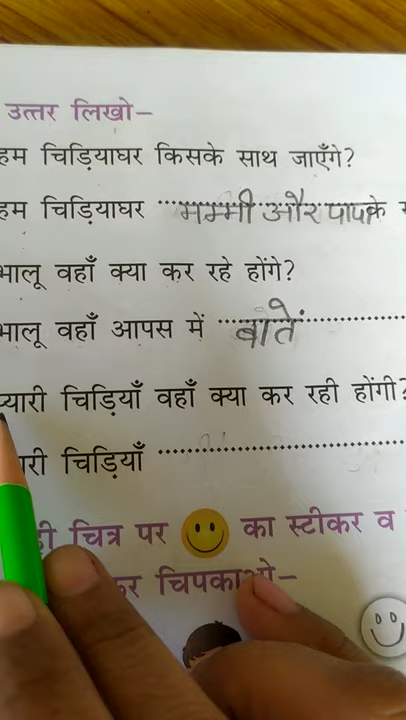 उत्तर लिखो–
हम चिड़ियाघर किसके साथ जाएँगे?
हम चिड़ियाघर मम्मी और पापा के
भालू वहाँ क्या कर रहे होंगे?
भालू वहाँ आपस में बातें
प्यारी चिड़ियाँ वहाँ क्या कर रही होंगी?
री चिड़ियाँ
ही चित्र पर का स्टीकर व
कर चिपकाओ–